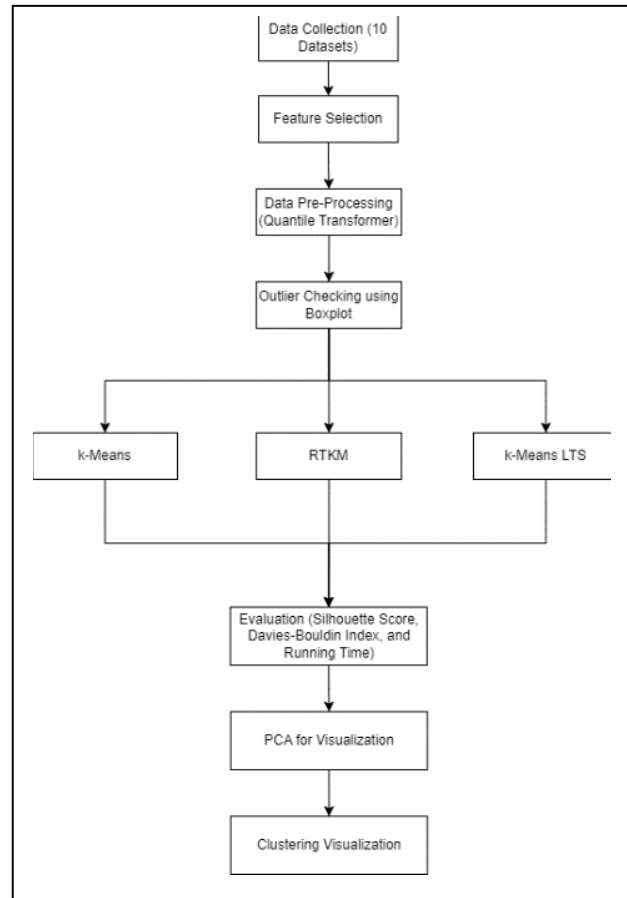 Data Collection (10
Datasets)
Feature Selection
Data Pre-Processing
(Quantile Transformer)
Outlier Checking using
Boxplot
k-Means
RTKM
k-Means LTS
Evaluation (Silhouette Score,
Davies-Bouldin Index, and
Running Time)
PCA for Visualization
Clustering Visualization